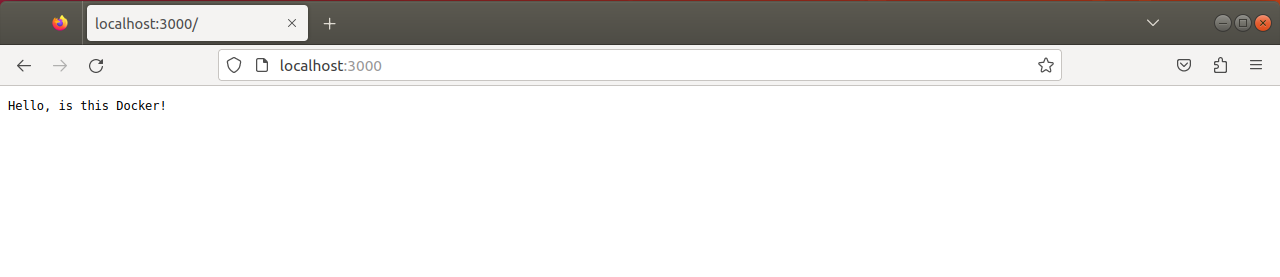 localhost:3000/
localhost:3000
Hello, is this Docker!